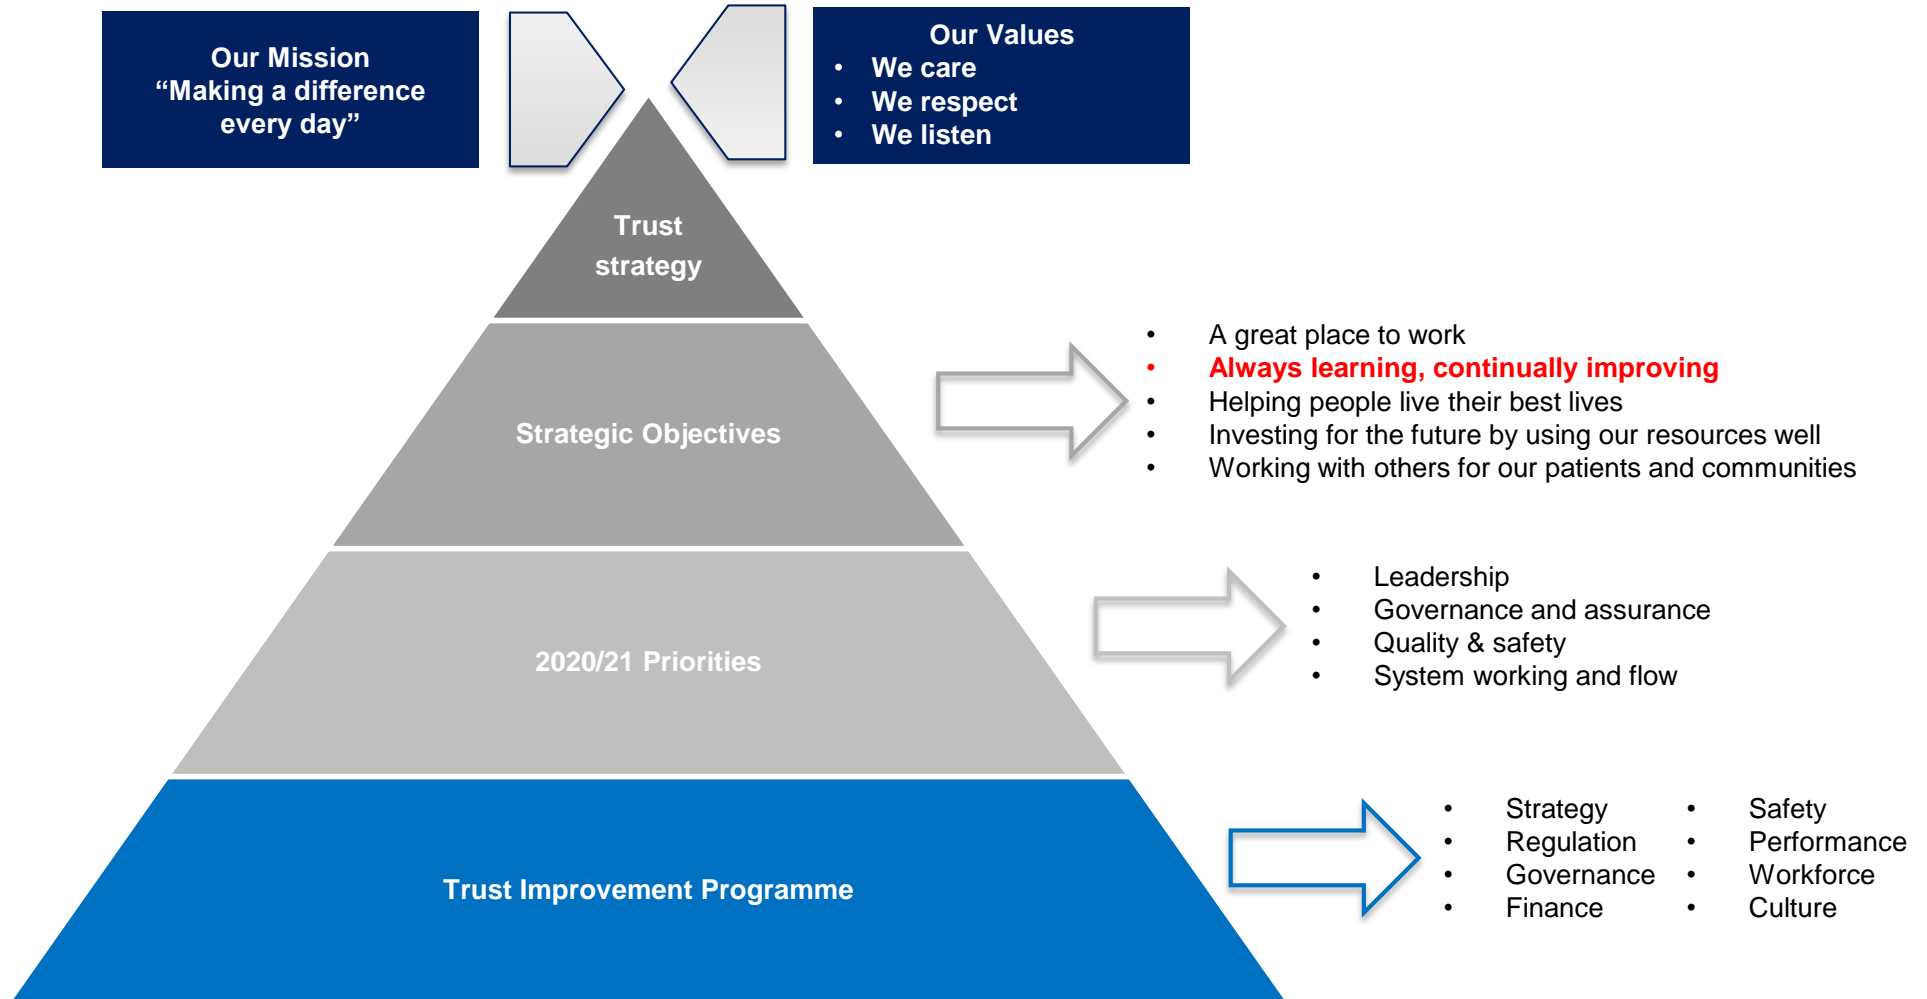 Our Mission
“Making a difference
every day”
Our Values
• We care
• We respect
• We listen
Trust
strategy
Strategic Objectives
• A great place to work
• Always learning, continually improving
• Helping people live their best lives
• Investing for the future by using our resources well
• Working with others for our patients and communities
2020/21 Priorities
• Leadership
• Governance and assurance
• Quality & safety
• System working and flow
Trust Improvement Programme
• Strategy
• Regulation
• Governance
• Finance
• Safety
• Performance
• Workforce
• Culture